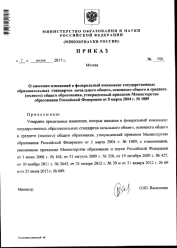 МИНИСТЕРСТВО ОБРАЗОВАНИЯ И НАУКИ
РОССИЙСКОЙ ФЕДЕРАЦИИ
(МИНОБРНАУКИ РОССИИ)
ПРИКАЗ
« 7 » июня 2017 г. № 506
Москва
О внесении изменений в федеральный компонент государственных
образовательных стандартов начального общего, основного общего и среднего
(полного) общего образования, утвержденный приказом Министерства
образования Российской Федерации от 5 марта 2004 г. № 1089
Приказываю:
Утвердить прилагаемые изменения, которые вносятся в федеральный компонент
государственных образовательных стандартов начального общего, основного общего
и среднего (полного) общего образования, утвержденный приказом Министерства
образования Российской Федерации от 5 марта 2004 г. № 1089, с изменениями,
внесенными приказами Министерства образования и науки Российской Федерации
от 3 июня 2008 г. № 164, от 31 августа 2009 г. № 320, от 19 октября 2009 г. № 427,
от 10 ноября 2011 г. № 2643, от 24 января 2012 г. № 39, от 31 января 2012 г. № 69
от 23 июня 2015 г. № 609.
Министр
О.Ю. Васильева